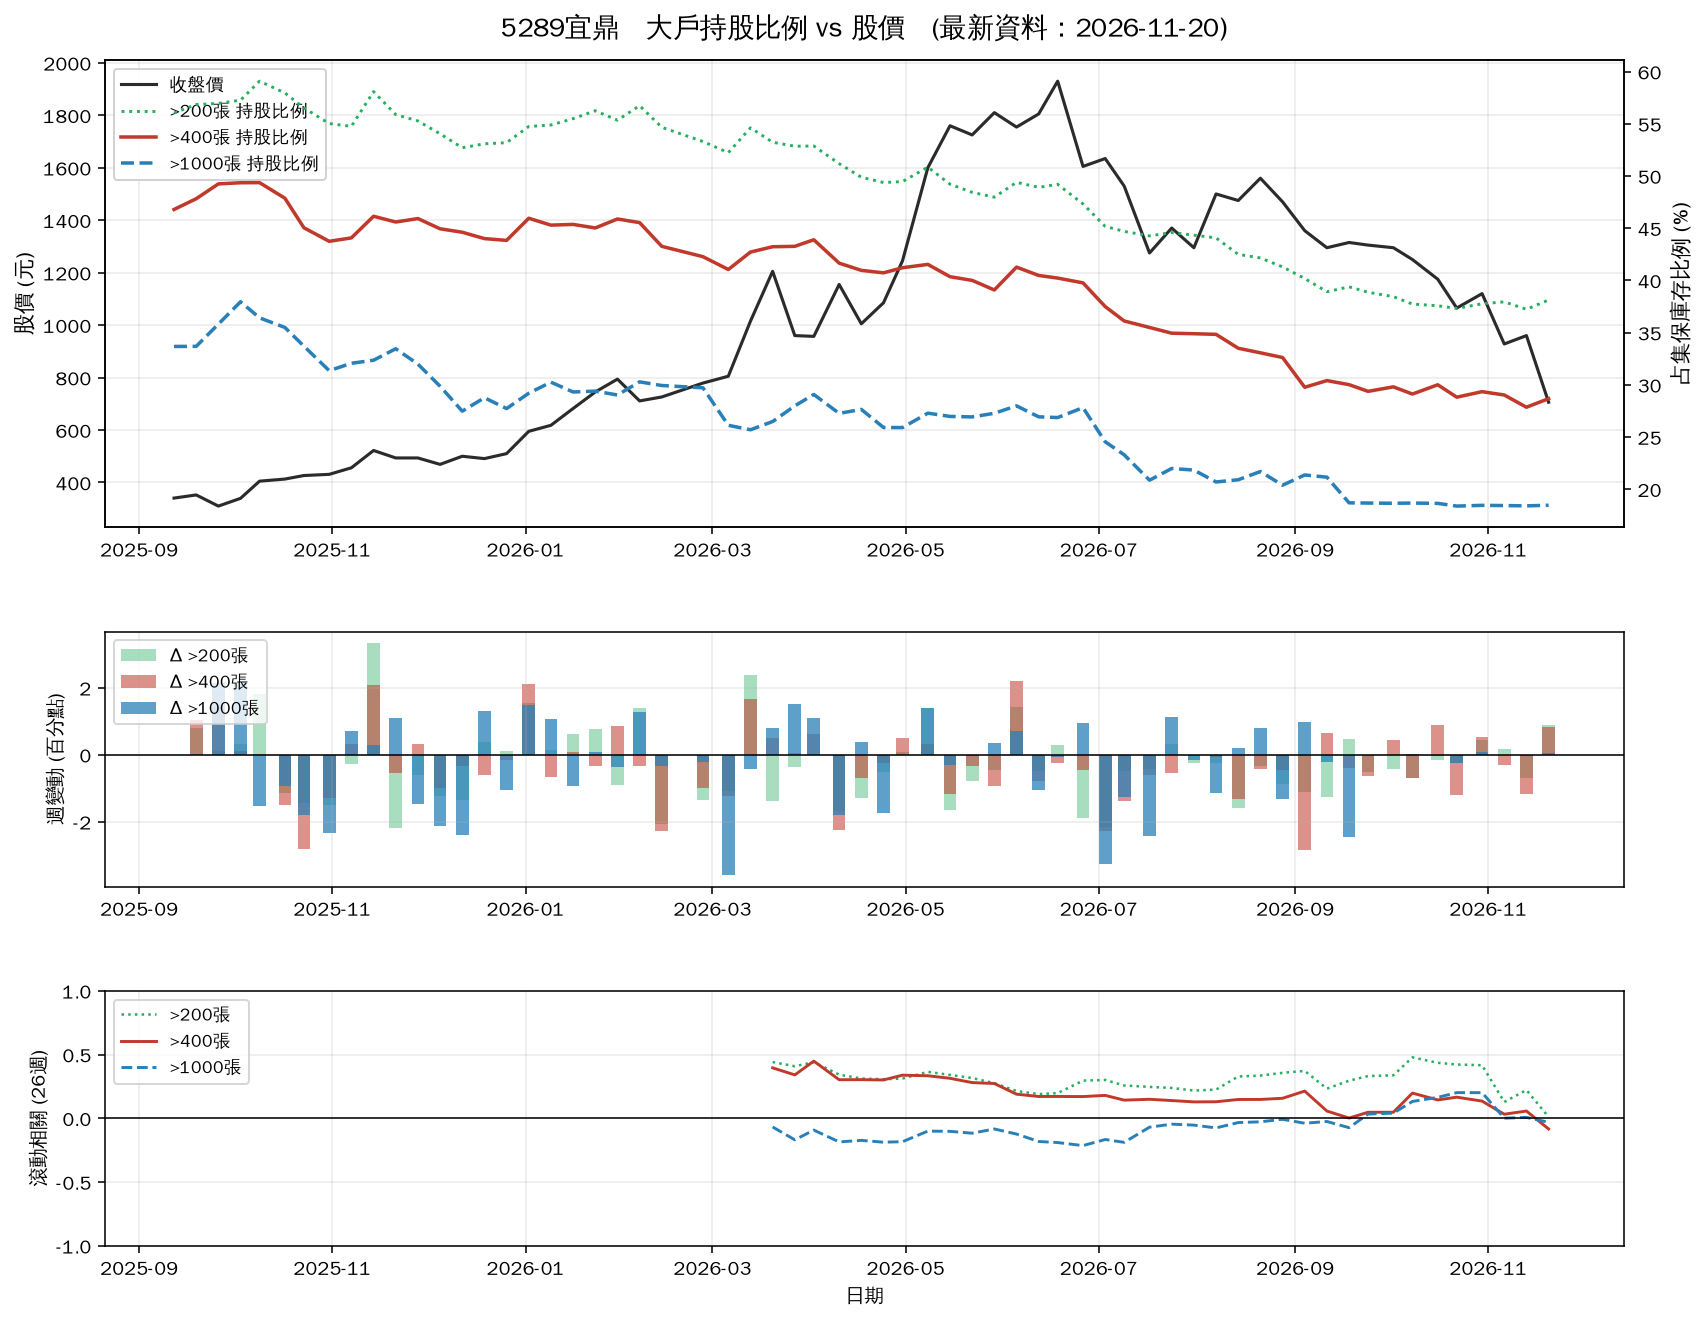 5289宜鼎 大戶持股比例 vs 股價 (最新資料：2026-11-20)
收盤價
>200張 持股比例
>400張 持股比例
>1000張 持股比例
股價 (元)
2000
1800
1600
1400
1200
1000
800
600
400
占集保庫存比例 (%)
60
55
50
45
40
35
30
25
20
2025-09 2025-11 2026-01 2026-03 2026-05 2026-07 2026-09 2026-11
Δ >200張
Δ >400張
Δ >1000張
週變動 (百分點)
2
0
-2
2025-09 2025-11 2026-01 2026-03 2026-05 2026-07 2026-09 2026-11
>200張
>400張
>1000張
滾動相關 (26週)
1.0
0.5
0.0
-0.5
-1.0
2025-09 2025-11 2026-01 2026-03 2026-05 2026-07 2026-09 2026-11
日期